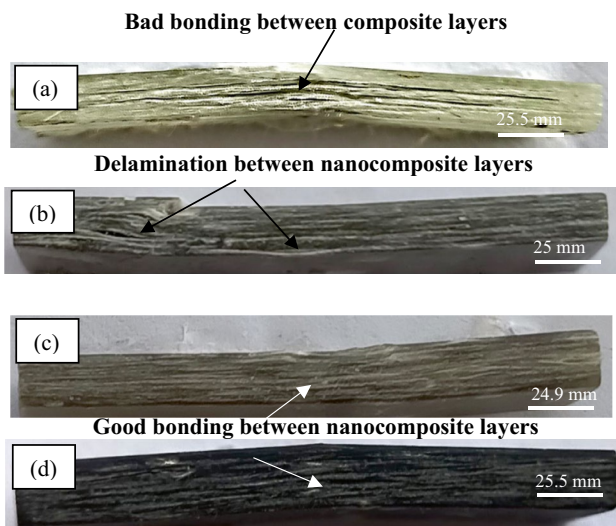 Bad bonding between composite layers
(a)
25.5 mm
Delamination between nanocomposite layers
(b)
25 mm
(c)
24.9 mm
Good bonding between nanocomposite layers
(d)
25.5 mm